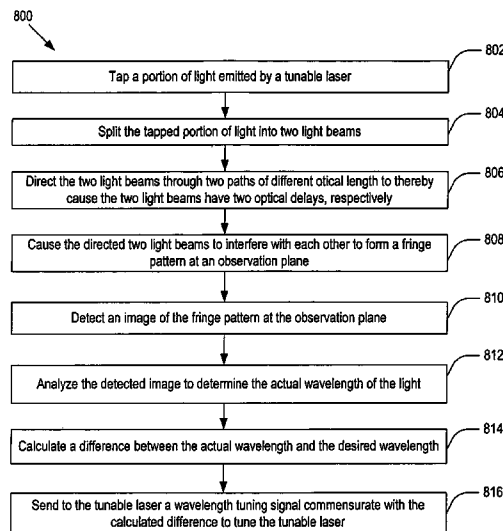 800
802
Tap a portion of light emitted by a tunable laser
804
Split the tapped portion of light into two light beams
806
Direct the two light beams through two paths of different otical length to thereby
cause the two light beams have two optical delays, respectively
808
Cause the directed two light beams to interfere with each other to form a fringe
pattern at an observation plane
810
Detect an image of the fringe pattern at the observation plane
812
Analyze the detected image to determine the actual wavelength of the light
814
Calculate a difference between the actual wavelength and the desired wavelength
816
Send to the tunable laser a wavelength tuning signal commensurate with the
calculated difference to tune the tunable laser